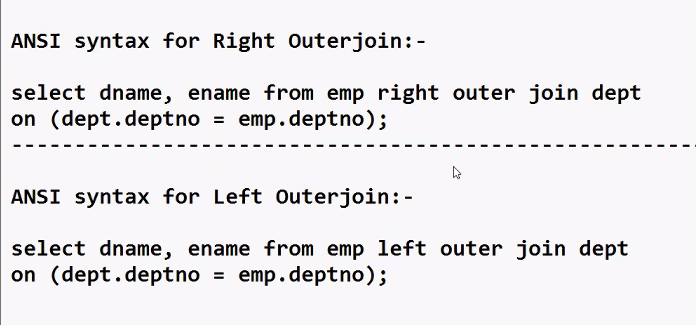 ANSI syntax for Right Outerjoin:-
select dname, ename from emp right outer join dept
on (dept.deptno = emp.deptno);
-------------------------------------------------------
ANSI syntax for Left Outerjoin:-
select dname, ename from emp left outer join dept
on (dept.deptno = emp.deptno);